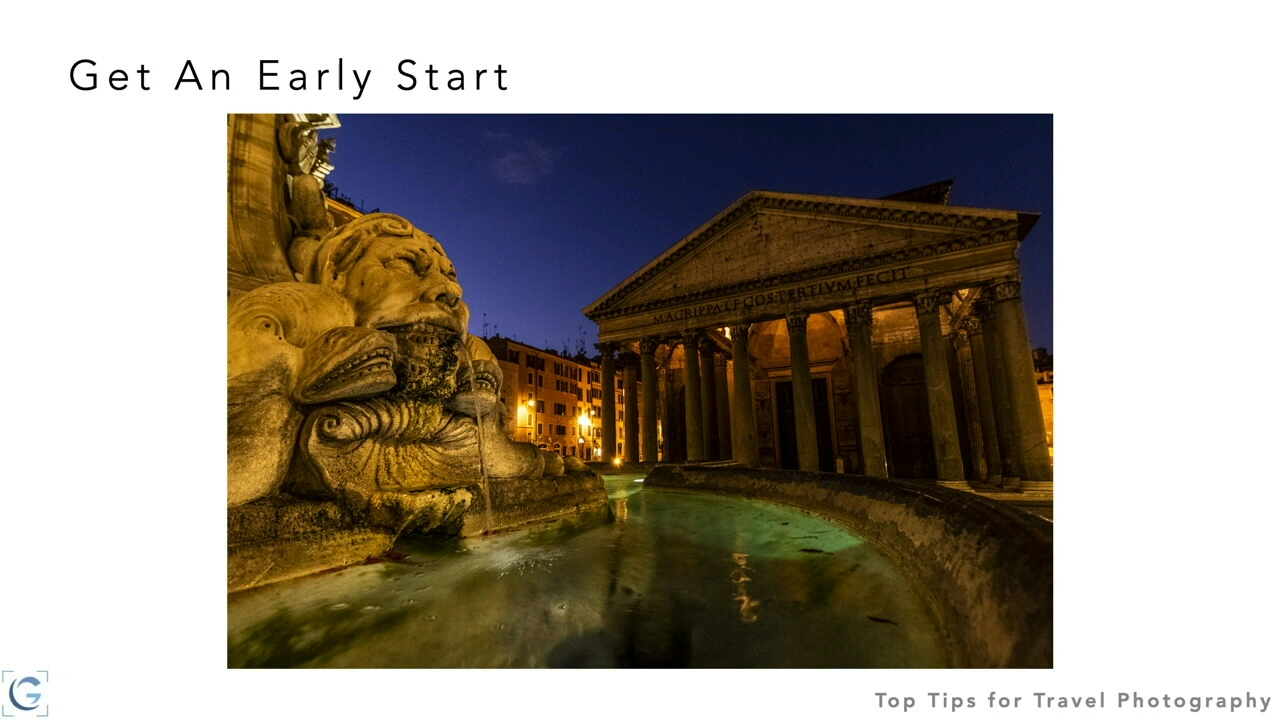 Get An Early Start
M·AGRIPPA·L·F·COS·TERTIVM·FECIT
Top Tips for Travel Photography
G